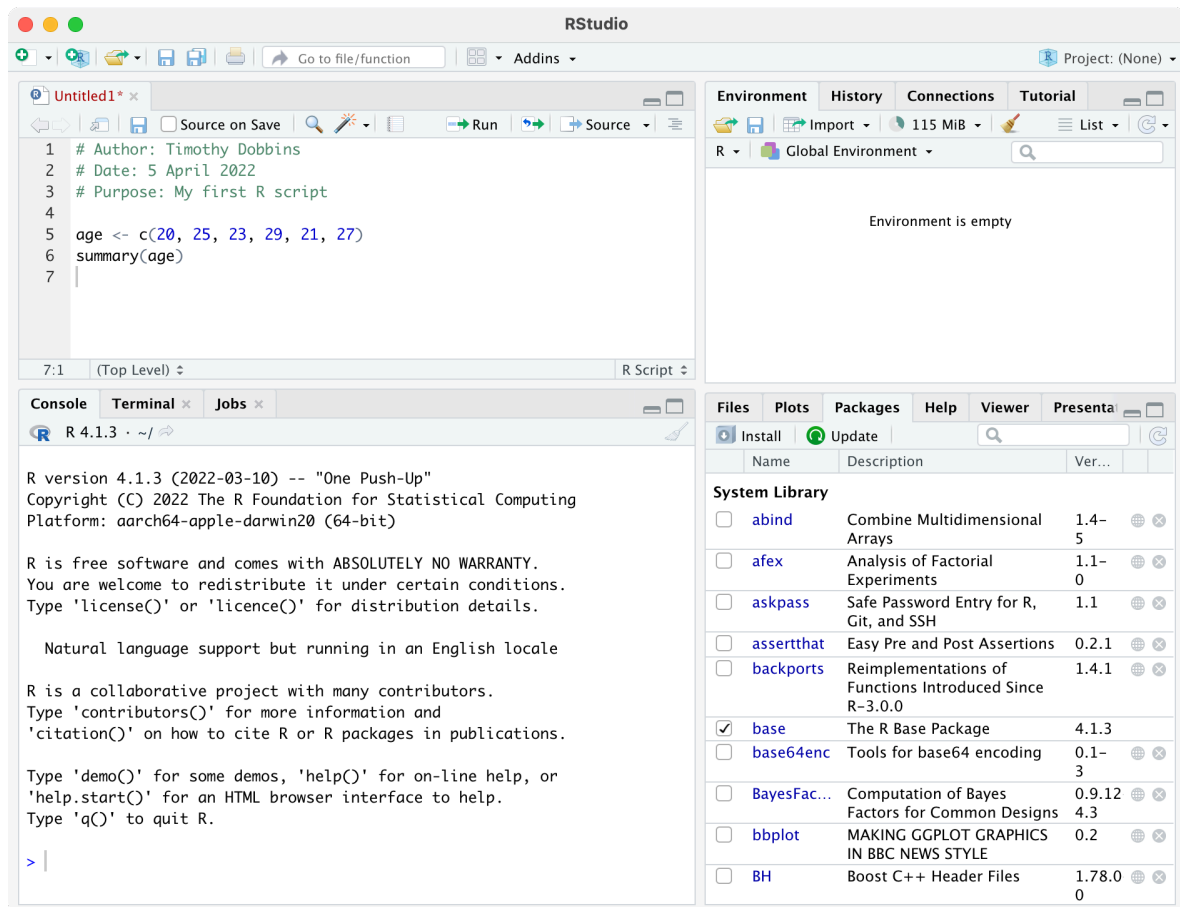 RStudio
Go to file/function
Addins
Project: (None)
Untitled1*
Source on Save
Run
Source
1 # Author: Timothy Dobbins
2 # Date: 5 April 2022
3 # Purpose: My first R script
4
5 age <- c(20, 25, 23, 29, 21, 27)
6 summary(age)
7
7:1 (Top Level) R Script
Environment History Connections Tutorial
Import 115 MiB List
R Global Environment
Environment is empty
Console Terminal Jobs
R 4.1.3 · ~/
R version 4.1.3 (2022-03-10) -- "One Push-Up"
Copyright (C) 2022 The R Foundation for Statistical Computing
Platform: aarch64-apple-darwin20 (64-bit)
R is free software and comes with ABSOLUTELY NO WARRANTY.
You are welcome to redistribute it under certain conditions.
Type 'license()' or 'licence()' for distribution details.
Natural language support but running in an English locale
R is a collaborative project with many contributors.
Type 'contributors()' for more information and
'citation()' on how to cite R or R packages in publications.
Type 'demo()' for some demos, 'help()' for on-line help, or
'help.start()' for an HTML browser interface to help.
Type 'q()' to quit R.
>
Files Plots Packages Help Viewer Presenta
Install Update
Name Description Ver...
System Library
abind Combine Multidimensional 1.4-
Arrays 5
afex Analysis of Factorial 1.1-
Experiments 0
askpass Safe Password Entry for R, 1.1
Git, and SSH
assertthat Easy Pre and Post Assertions 0.2.1
backports Reimplementations of 1.4.1
Functions Introduced Since
R-3.0.0
base The R Base Package 4.1.3
base64enc Tools for base64 encoding 0.1-
3
BayesFac... Computation of Bayes 0.9.12
Factors for Common Designs 4.3
bbplot MAKING GGPLOT GRAPHICS 0.2
IN BBC NEWS STYLE
BH Boost C++ Header Files 1.78.0
0